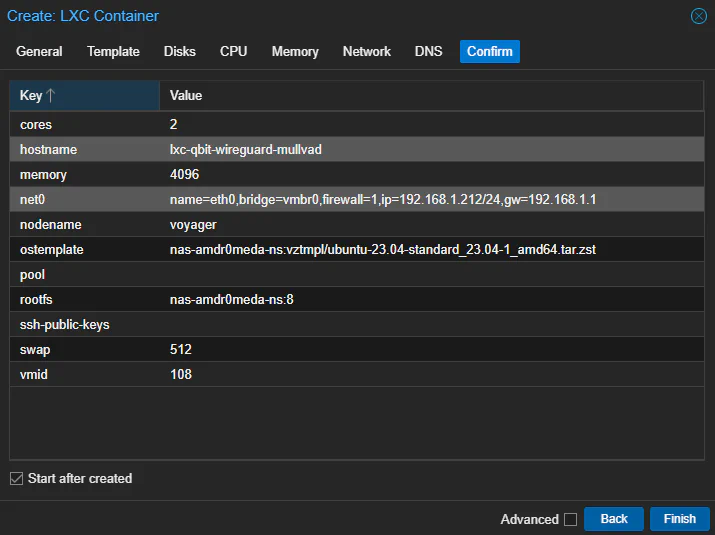 Create: LXC Container
General Template Disks CPU Memory Network DNS Confirm
Key Value
cores 2
hostname lxc-qbit-wireguard-mullvad
memory 4096
net0 name=eth0,bridge=vmbr0,firewall=1,ip=192.168.1.212/24,gw=192.168.1.1
nodename voyager
ostemplate nas-amdr0meda-ns:vztmpl/ubuntu-23.04-standard_23.04-1_amd64.tar.zst
pool
rootfs nas-amdr0meda-ns:8
ssh-public-keys
swap 512
vmid 108
Start after created
Advanced Back Finish